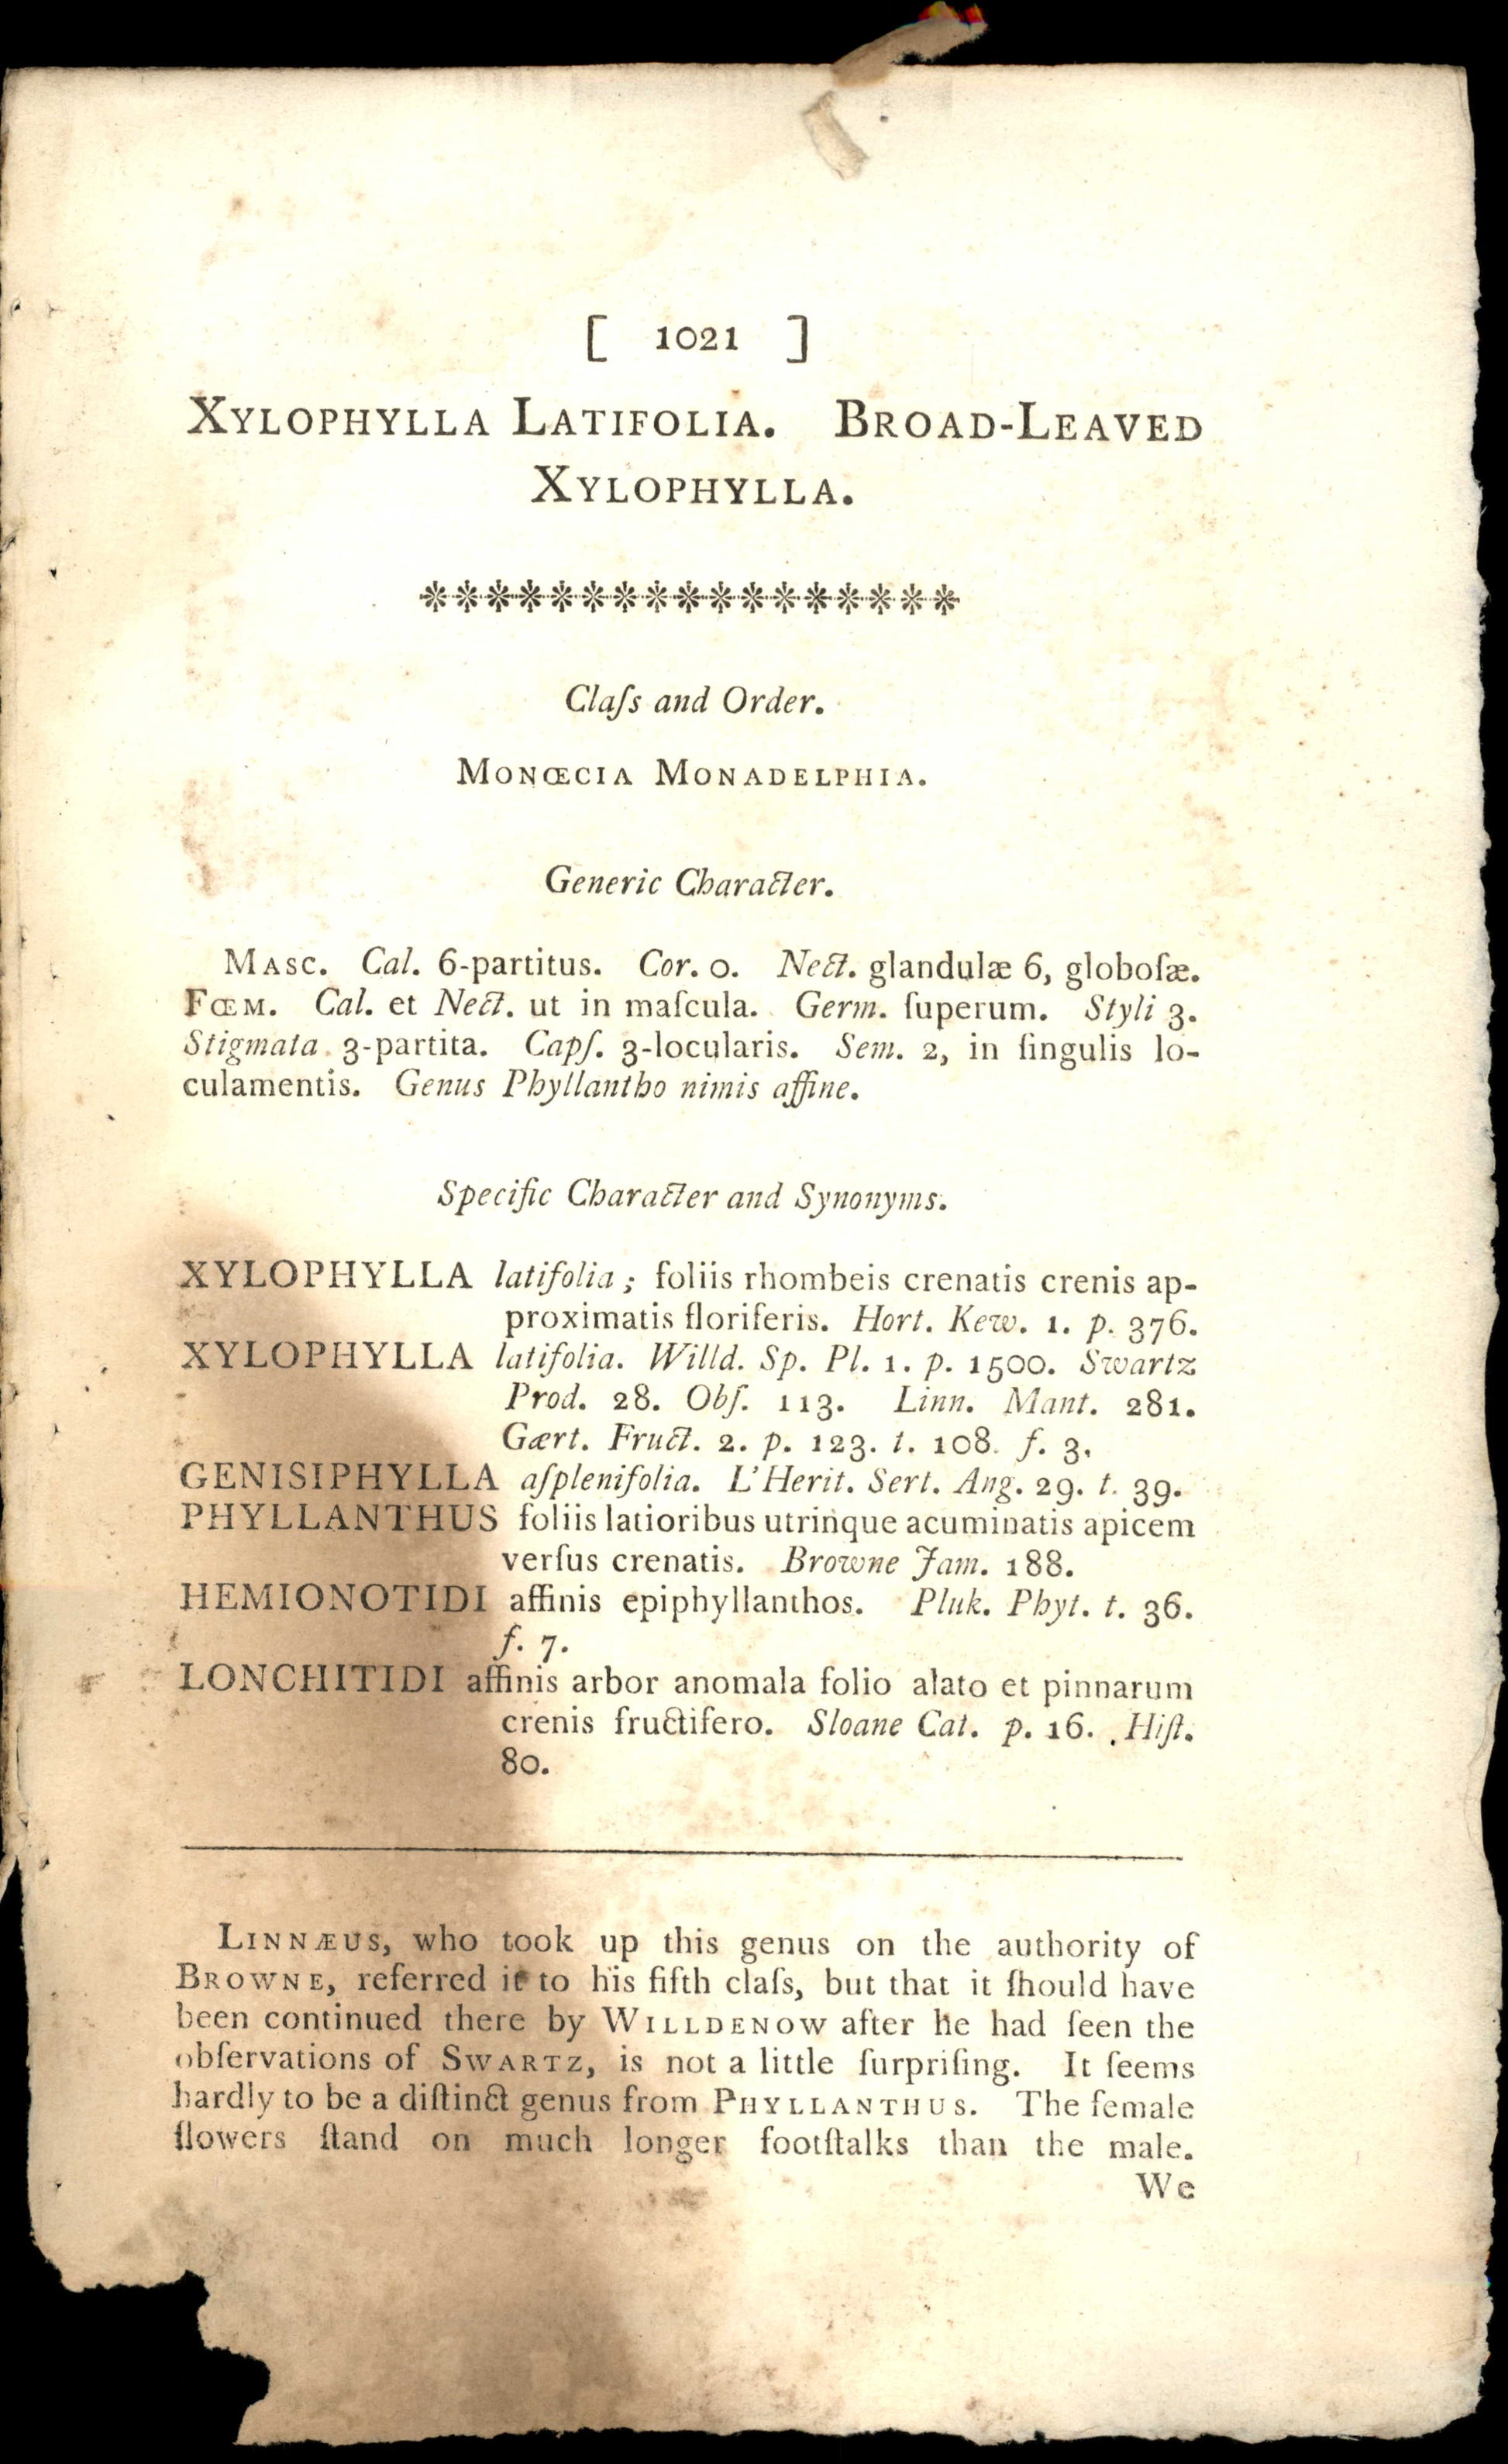 [ 1021 ]
XYLOPHYLLA LATIFOLIA. BROAD-LEAVED
XYLOPHYLLA.
✻✻✻✻✻✻✻✻✻✻✻✻✻✻✻✻✻
Claſs and Order.
MONŒCIA MONADELPHIA.
Generic Character.
MASC. Cal. 6-partitus. Cor. 0. Nect. glandulæ 6, globoſæ.
FŒM. Cal. et Nect. ut in maſcula. Germ. ſuperum. Styli 3.
Stigmata 3-partita. Capſ. 3-locularis. Sem. 2, in ſingulis lo-
culamentis. Genus Phyllantho nimis affine.
Specific Character and Synonyms.
XYLOPHYLLA latifolia; foliis rhombeis crenatis crenis ap-
proximatis floriferis. Hort. Kew. 1. p. 376.
XYLOPHYLLA latifolia. Willd. Sp. Pl. 1. p. 1500. Swartz
Prod. 28. Obſ. 113. Linn. Mant. 281.
Gært. Fruct. 2. p. 123. t. 108. f. 3.
GENISIPHYLLA aſplenifolia. L'Herit. Sert. Ang. 29. t. 39.
PHYLLANTHUS foliis latioribus utrinque acuminatis apicem
verſus crenatis. Browne Jam. 188.
HEMIONOTIDI affinis epiphyllanthos. Pluk. Phyt. t. 36.
f. 7.
LONCHITIDI affinis arbor anomala folio alato et pinnarum
crenis fructifero. Sloane Cat. p. 16. Hiſt.
80.
LINNÆUS, who took up this genus on the authority of
BROWNE, referred it to his fifth claſs, but that it ſhould have
been continued there by WILLDENOW after he had ſeen the
obſervations of SWARTZ, is not a little ſurpriſing. It ſeems
hardly to be a diſtinct genus from PHYLLANTHUS. The female
flowers ſtand on much longer footſtalks than the male.
We